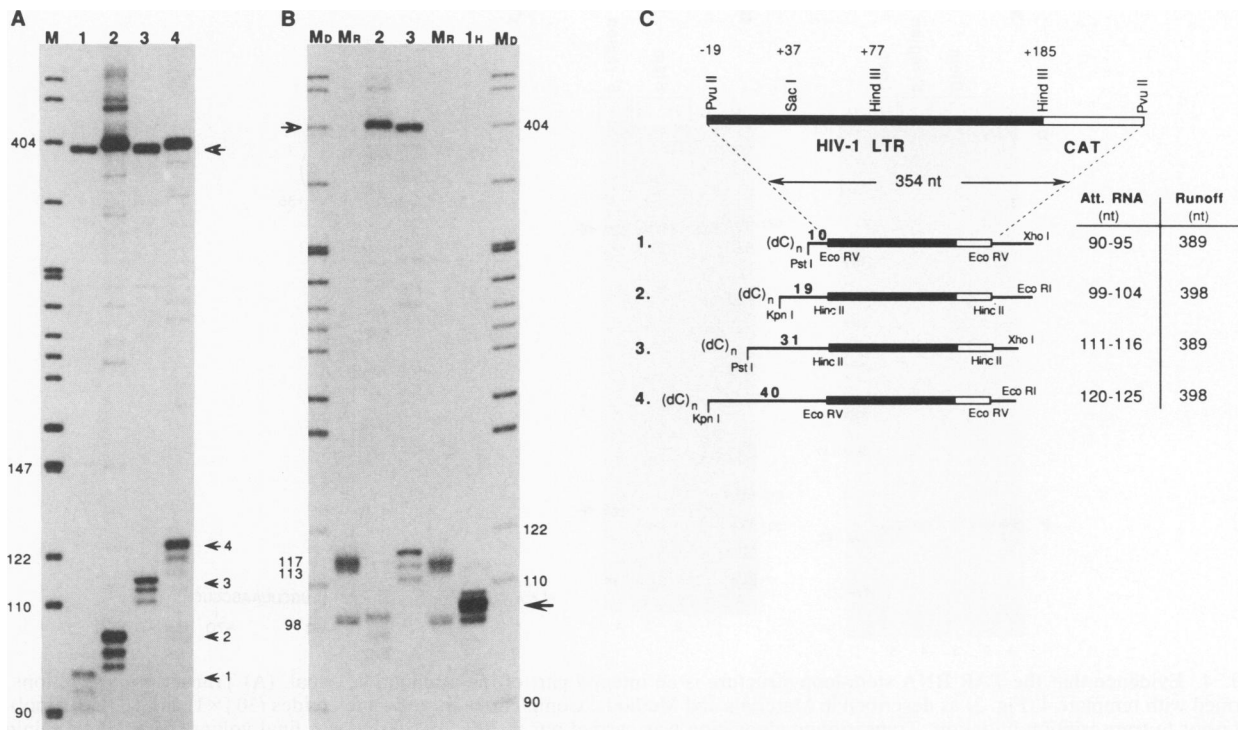 A
M 1 2 3 4
404
147
122
110
90
4
3
2
1
B
MD MR 2 3 MR 1H MD
404
122
117
113
110
98
90
C
-19 +37 +77 +185
Pvu II Sac I Hind III Hind III Pvu II
HIV-1 LTR CAT
354 nt
Att. RNA Runoff
(nt) (nt)
1. (dC)n 10 Xho I 90-95 389
Pst I Eco RV Eco RV
2. (dC)n 19 Eco RI 99-104 398
Kpn I Hinc II Hinc II
3. (dC)n 31 Xho I 111-116 389
Pst I Hinc II Hinc II
4. (dC)n 40 Eco RI 120-125 398
Kpn I Eco RV Eco RV